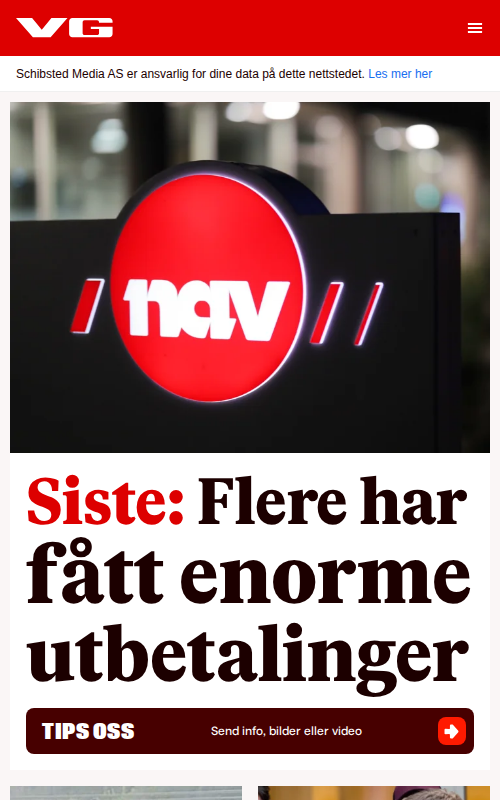 VG
Schibsted Media AS er ansvarlig for dine data på dette nettstedet. Les mer her
nav
Siste: Flere har
fått enorme
utbetalinger
TIPS OSS Send info, bilder eller video